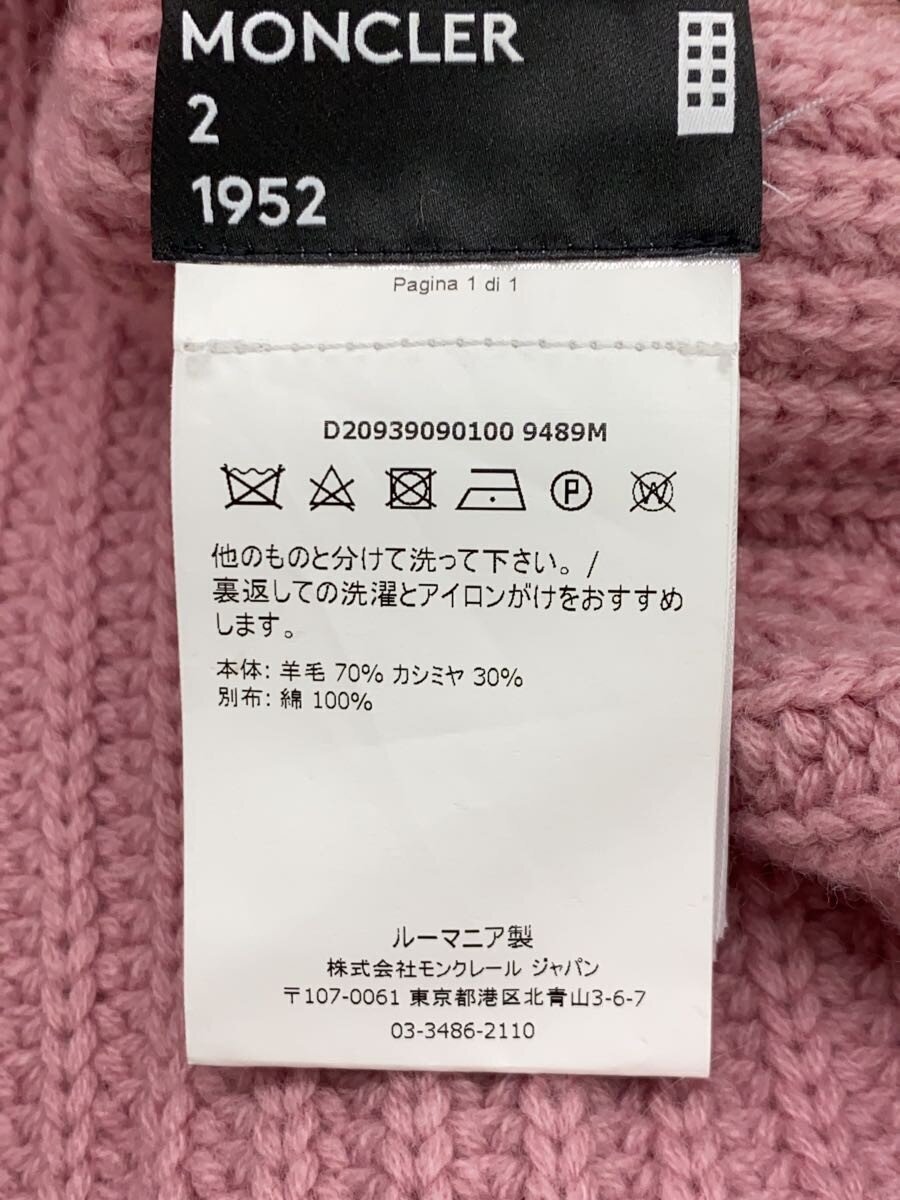 MONCLER
2
1952
Pagina 1 di 1
D20939090100 9489M
P
W
他のものと分けて洗って下さい。/
裏返しての洗濯とアイロンがけをおすすめ
します。
本体: 羊毛 70% カシミヤ 30%
別布: 綿 100%
ルーマニア製
株式会社モンクレール ジャパン
〒107-0061 東京都港区北青山3-6-7
03-3486-2110